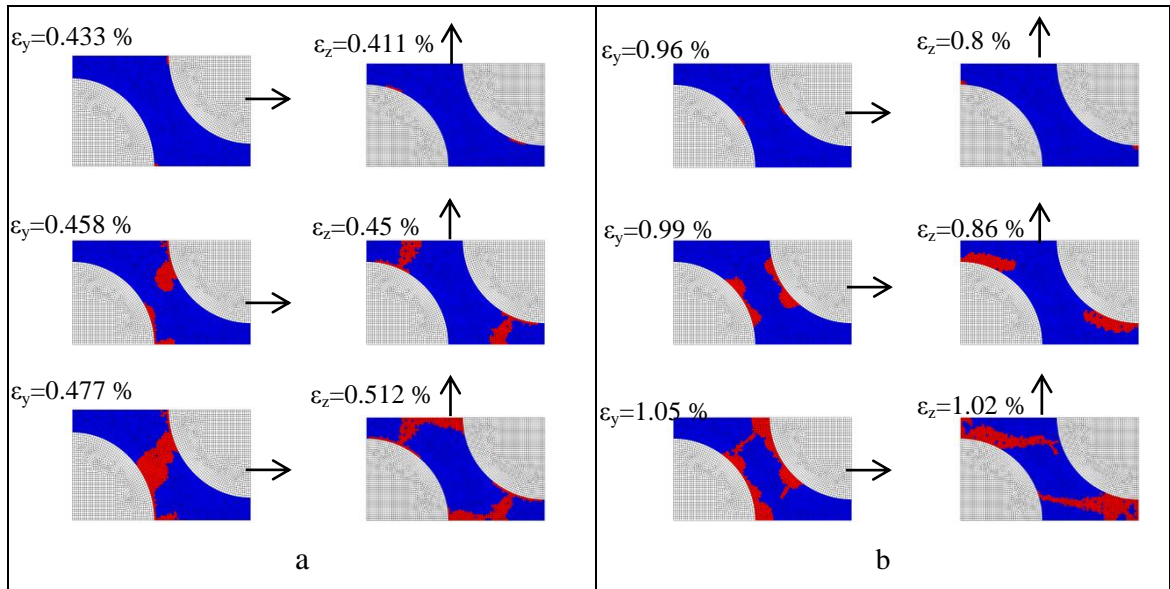 εy=0.433 %
εz=0.411 %
εy=0.458 %
εz=0.45 %
εy=0.477 %
εz=0.512 %
a
εy=0.96 %
εz=0.8 %
εy=0.99 %
εz=0.86 %
εy=1.05 %
εz=1.02 %
b